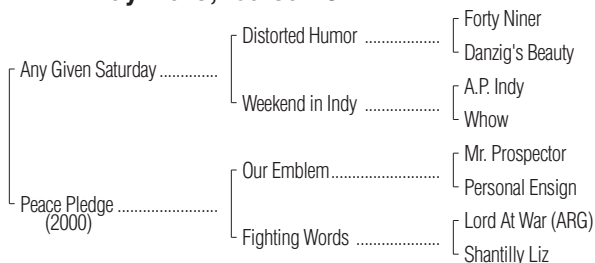 Forty Niner
Distorted Humor
Danzig's Beauty
Any Given Saturday
A.P. Indy
Weekend in Indy
Whow
Mr. Prospector
Our Emblem
Personal Ensign
Peace Pledge
(2000)
Lord At War (ARG)
Fighting Words
Shantilly Liz